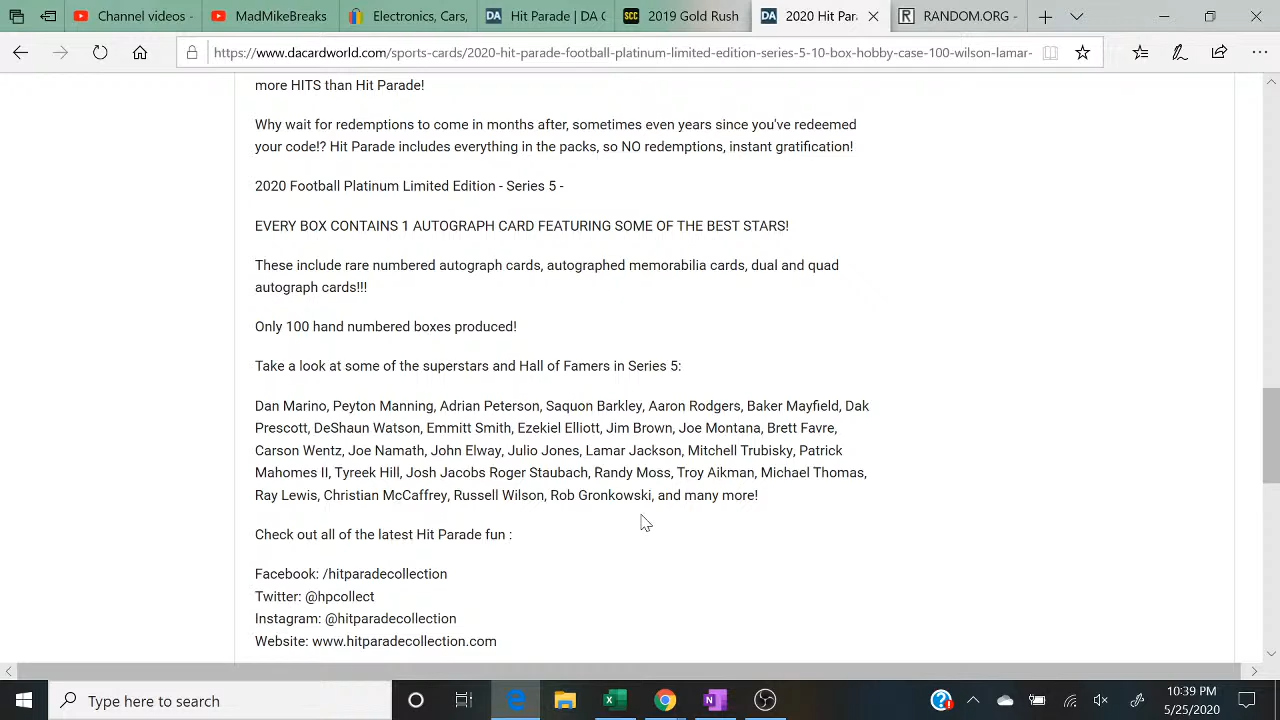 Channel videos -
MadMikeBreaks
Electronics, Cars,
DA Hit Parade | DA C
SCC 2019 Gold Rush
DA 2020 Hit Par
R RANDOM.ORG -
https://www.dacardworld.com/sports-cards/2020-hit-parade-football-platinum-limited-edition-series-5-10-box-hobby-case-100-wilson-lamar-
more HITS than Hit Parade!
Why wait for redemptions to come in months after, sometimes even years since you've redeemed
your code!? Hit Parade includes everything in the packs, so NO redemptions, instant gratification!
2020 Football Platinum Limited Edition - Series 5 -
EVERY BOX CONTAINS 1 AUTOGRAPH CARD FEATURING SOME OF THE BEST STARS!
These include rare numbered autograph cards, autographed memorabilia cards, dual and quad
autograph cards!!!
Only 100 hand numbered boxes produced!
Take a look at some of the superstars and Hall of Famers in Series 5:
Dan Marino, Peyton Manning, Adrian Peterson, Saquon Barkley, Aaron Rodgers, Baker Mayfield, Dak
Prescott, DeShaun Watson, Emmitt Smith, Ezekiel Elliott, Jim Brown, Joe Montana, Brett Favre,
Carson Wentz, Joe Namath, John Elway, Julio Jones, Lamar Jackson, Mitchell Trubisky, Patrick
Mahomes II, Tyreek Hill, Josh Jacobs Roger Staubach, Randy Moss, Troy Aikman, Michael Thomas,
Ray Lewis, Christian McCaffrey, Russell Wilson, Rob Gronkowski, and many more!
Check out all of the latest Hit Parade fun :
Facebook: /hitparadecollection
Twitter: @hpcollect
Instagram: @hitparadecollection
Website: www.hitparadecollection.com
Type here to search
10:39 PM
5/25/2020